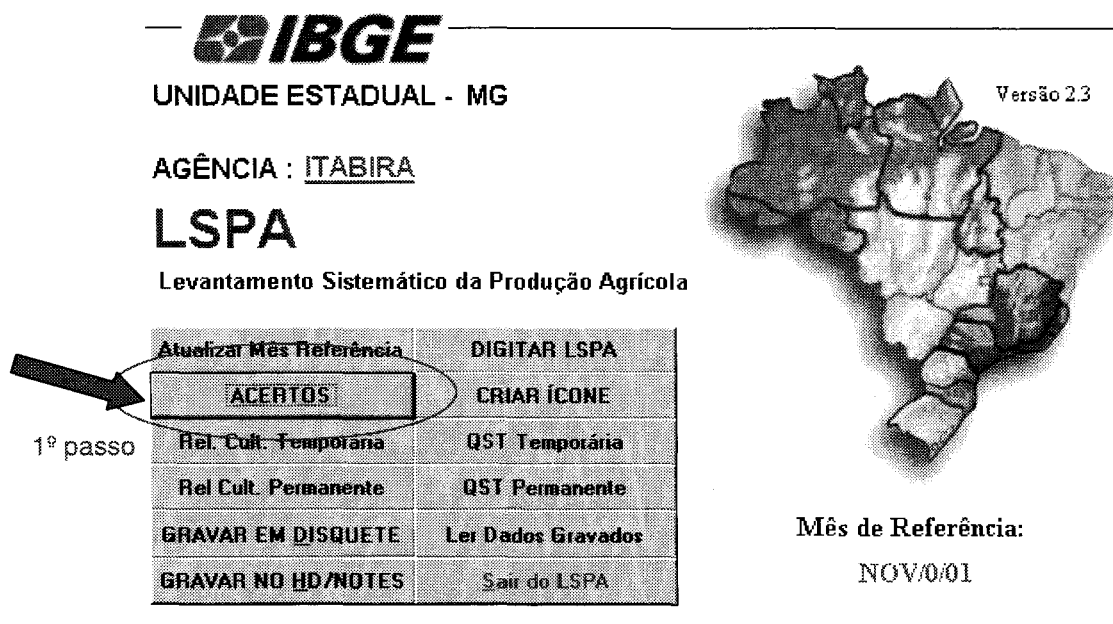 IBGE
UNIDADE ESTADUAL - MG
Versão 2.3
AGÊNCIA : ITABIRA
LSPA
Levantamento Sistemático da Produção Agrícola
Atualizar Mês Referência
DIGITAR LSPA
ACERTOS
CRIAR ÍCONE
1º passo
Rel. Cult. Temporária
QST Temporária
Rel Cult. Permanente
QST Permanente
GRAVAR EM DISQUETE
Ler Dados Gravados
GRAVAR NO HD/NOTES
Sair do LSPA
Mês de Referência:
NOV/0/01